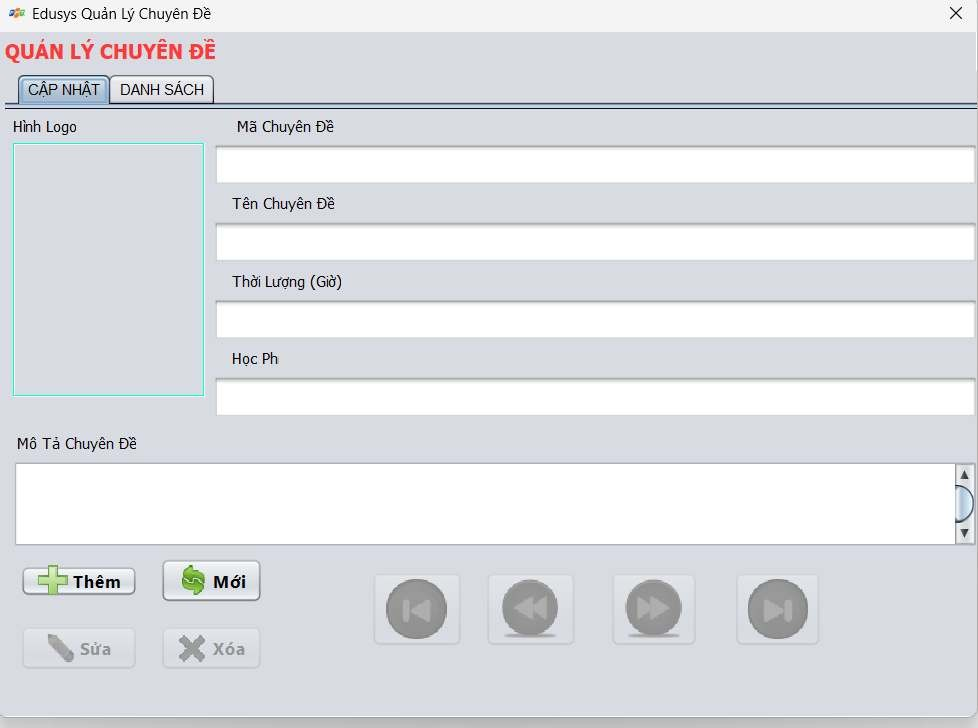 Edusys Quản Lý Chuyên Đề
QUẢN LÝ CHUYÊN ĐỀ
CẬP NHẬT
DANH SÁCH
Hình Logo
Mã Chuyên Đề
Tên Chuyên Đề
Thời Lượng (Giờ)
Học Ph
Mô Tả Chuyên Đề
Thêm
Mới
Sửa
Xóa